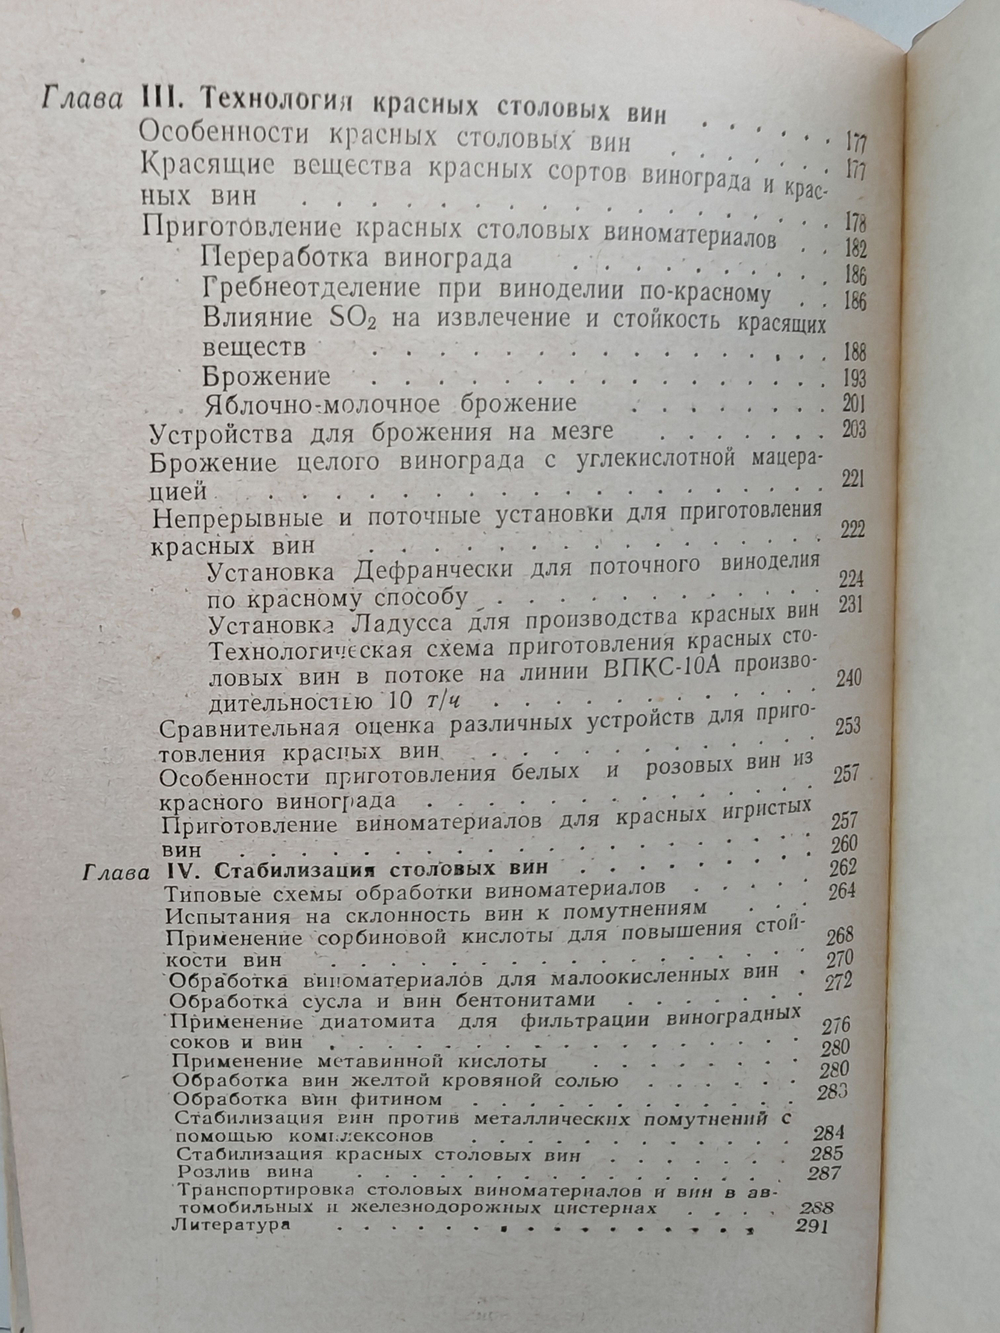 Глава III. Технология красных столовых вин . . . . . . 177
Особенности красных столовых вин . . . . . . 177
Красящие вещества красных сортов винограда и крас-
ных вин . . . . . . . . . . . . . . . . 178
Приготовление красных столовых виноматериалов . . 182
Переработка винограда . . . . . . . . . 186
Гребнеотделение при виноделии по-красному . . 186
Влияние SO2 на извлечение и стойкость красящих
веществ . . . . . . . . . . . . . . . . . 188
Брожение . . . . . . . . . . . . . . . . . 193
Яблочно-молочное брожение . . . . . . . . 201
Устройства для брожения на мезге . . . . . . . 203
Брожение целого винограда с углекислотной мацера-
цией . . . . . . . . . . . . . . . . . . 221
Непрерывные и поточные установки для приготовления
красных вин . . . . . . . . . . . . . . 222
Установка Дефранчески для поточного виноделия
по красному способу . . . . . . . . . . . 224
Установка Ладусса для производства красных вин 231
Технологическая схема приготовления красных сто-
ловых вин в потоке на линии ВПКС-10А произво-
дительностью 10 т/ч . . . . . . . . . . . 240
Сравнительная оценка различных устройств для приго-
товления красных вин . . . . . . . . . . . 253
Особенности приготовления белых и розовых вин из
красного винограда . . . . . . . . . . . . 257
Приготовление виноматериалов для красных игристых
вин . . . . . . . . . . . . . . . . . . 257
Глава IV. Стабилизация столовых вин . . . . . . . . . 260
Типовые схемы обработки виноматериалов . . . . 262
Испытания на склонность вин к помутнениям . . . 264
Применение сорбиновой кислоты для повышения стой-
кости вин . . . . . . . . . . . . . . . 268
Обработка виноматериалов для малоокисленных вин . 270
Обработка сусла и вин бентонитами . . . . . . 272
Применение диатомита для фильтрации виноградных
соков и вин . . . . . . . . . . . . . . 276
Применение метавинной кислоты . . . . . . . 280
Обработка вин желтой кровяной солью . . . . . 280
Обработка вин фитином . . . . . . . . . . . 283
Стабилизация вин против металлических помутнений с
помощью комплексонов . . . . . . . . . . . 284
Стабилизация красных столовых вин . . . . . . 285
Розлив вина . . . . . . . . . . . . . . 287
Транспортировка столовых виноматериалов и вин в ав-
томобильных и железнодорожных цистернах . . . . 288
Литература . . . . . . . . . . . . . . . 291